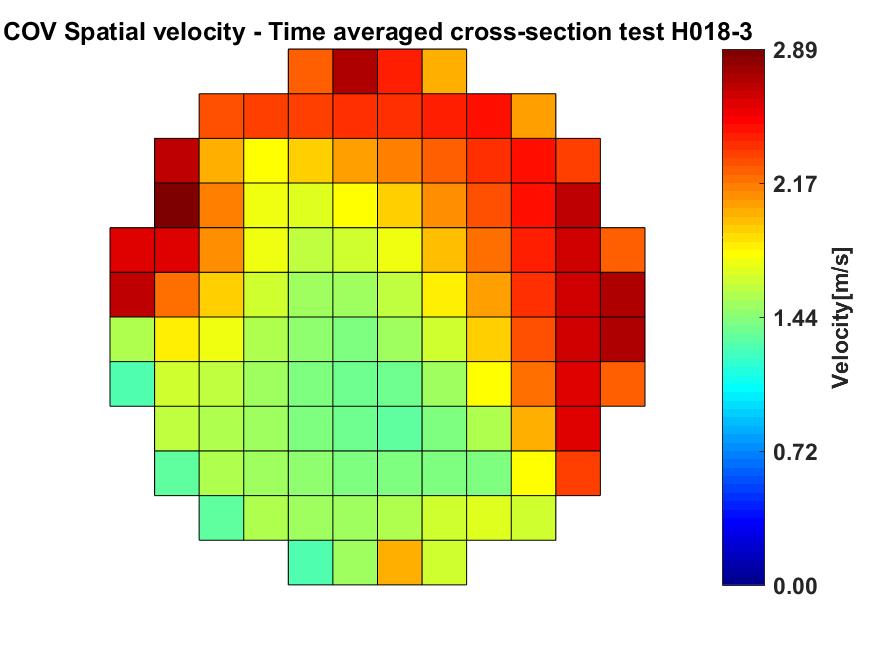 COV Spatial velocity - Time averaged cross-section test H018-3
2.89
2.17
1.44
0.72
0.00
Velocity[m/s]